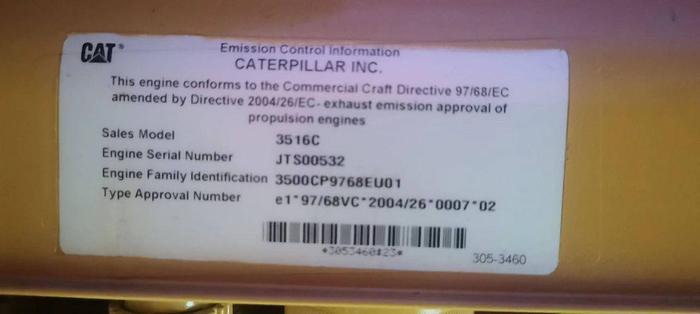 CAT®
Emission Control Information
CATERPILLAR INC.
This engine conforms to the Commercial Craft Directive 97/68/EC
amended by Directive 2004/26/EC- exhaust emission approval of
propulsion engines
Sales Model 3516C
Engine Serial Number JTS00532
Engine Family Identification 3500CP9768EU01
Type Approval Number e1*97/68VC*2004/26*0007*02
*3053460‡23*
305-3460